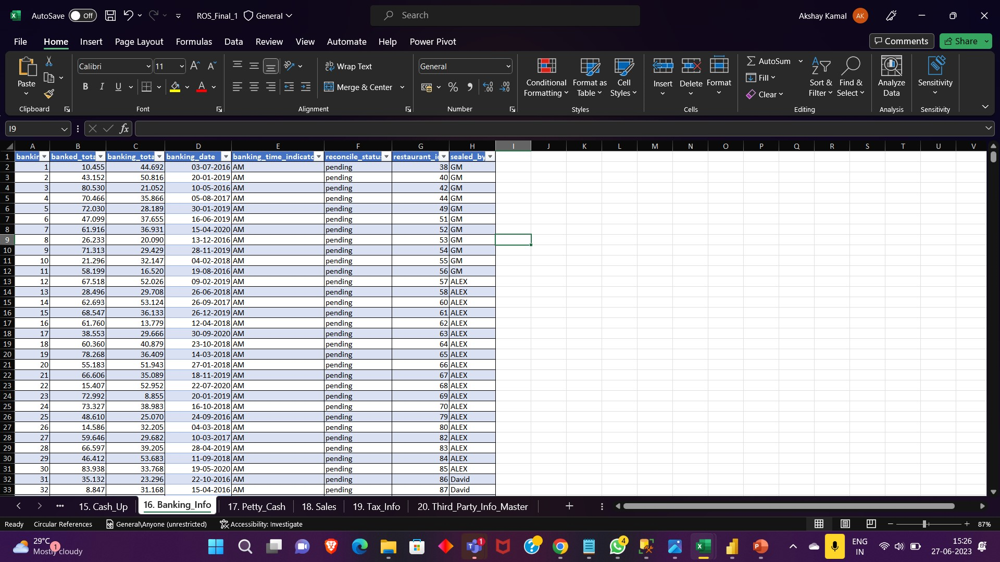 AutoSave Off ROS_Final_1 General Search Akshay Kamal AK
File Home Insert Page Layout Formulas Data Review View Automate Help Power Pivot Comments Share
Calibri 11 Wrap Text General AutoSum
Paste B I U Merge & Center Conditional Formatting Format as Table Cell Styles Insert Delete Format Fill Clear Sort & Filter Find & Select Analyze Data Sensitivity
Clipboard Font Alignment Number Styles Cells Editing Analysis Sensitivity
I9 fx
A B C D E F G H I J K L M N O P Q R S T U V
1 bankin banked_tota banking_tota banking_date banking_time_indicato reconcile_statu restaurant_i sealed_by
2 1 10.455 44.692 03-07-2016 AM pending 38 GM
3 2 43.152 50.816 20-01-2019 AM pending 40 GM
4 3 80.530 21.052 10-05-2016 AM pending 42 GM
5 4 70.466 35.866 05-08-2017 AM pending 44 GM
6 5 72.030 28.189 30-01-2019 AM pending 49 GM
7 6 47.099 37.655 16-06-2019 AM pending 51 GM
8 7 61.916 36.931 15-04-2020 AM pending 52 GM
9 8 26.233 20.090 13-12-2016 AM pending 53 GM
10 9 71.313 29.429 28-11-2019 AM pending 54 GM
11 10 21.296 32.147 04-02-2018 AM pending 55 GM
12 11 58.199 16.520 19-08-2016 AM pending 56 GM
13 12 67.518 52.026 09-02-2019 AM pending 57 ALEX
14 13 28.496 29.708 26-06-2018 AM pending 58 ALEX
15 14 62.693 53.124 26-09-2017 AM pending 60 ALEX
16 15 68.547 36.133 26-12-2019 AM pending 61 ALEX
17 16 61.760 13.779 12-04-2018 AM pending 62 ALEX
18 17 38.553 29.666 30-09-2020 AM pending 63 ALEX
19 18 60.360 40.879 23-10-2018 AM pending 64 ALEX
20 19 78.268 36.409 14-03-2018 AM pending 65 ALEX
21 20 55.183 51.943 27-01-2018 AM pending 66 ALEX
22 21 66.606 35.089 18-11-2019 AM pending 67 ALEX
23 22 15.407 52.952 22-07-2020 AM pending 68 ALEX
24 23 72.992 8.855 20-01-2019 AM pending 69 ALEX
25 24 73.327 38.983 16-10-2018 AM pending 70 ALEX
26 25 48.610 25.070 24-09-2016 AM pending 79 ALEX
27 26 14.586 32.205 04-03-2018 AM pending 80 ALEX
28 27 59.646 29.682 10-03-2017 AM pending 82 ALEX
29 28 66.597 39.205 28-04-2019 AM pending 83 ALEX
30 29 46.412 53.683 11-09-2018 AM pending 84 ALEX
31 30 83.938 33.768 19-05-2020 AM pending 85 ALEX
32 31 35.132 23.296 22-10-2016 AM pending 86 David
33 32 8.847 31.168 15-04-2016 AM pending 87 David
15. Cash_Up 16. Banking_Info 17. Petty_Cash 18. Sales 19. Tax_Info 20. Third_Party_Info_Master
Ready Circular References General\Anyone (unrestricted) Accessibility: Investigate 87%
29°C 1 ENG 15:26
Mostly cloudy 1 4 IN 27-06-2023